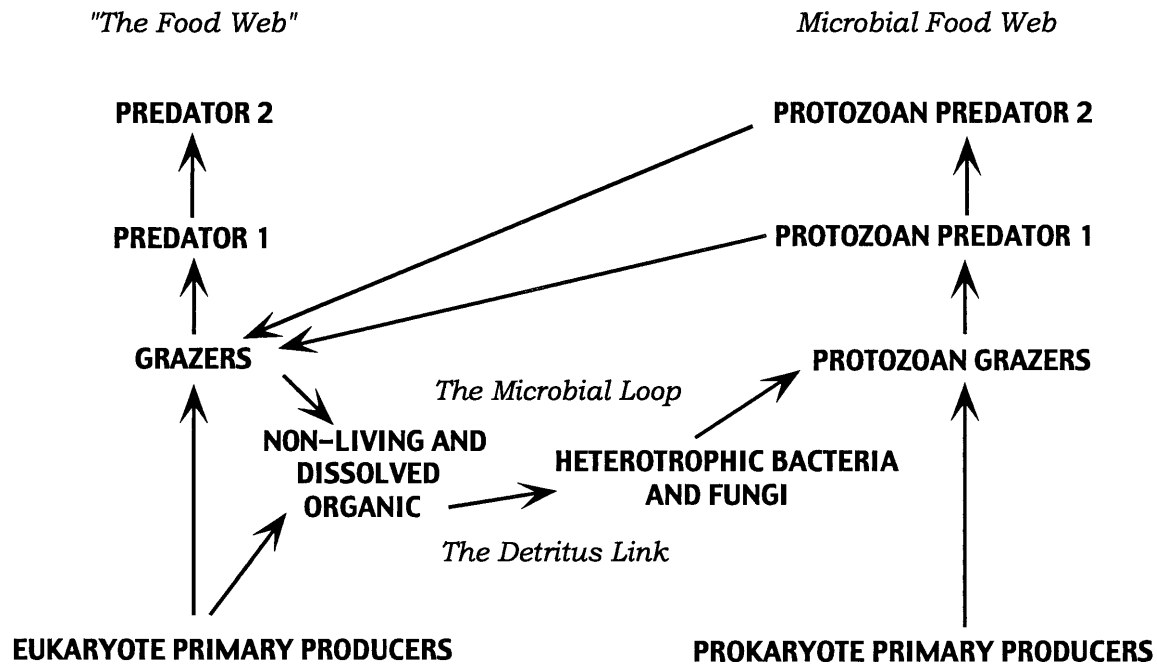 "The Food Web"
Microbial Food Web
PREDATOR 2
PROTOZOAN PREDATOR 2
PREDATOR 1
PROTOZOAN PREDATOR 1
GRAZERS
PROTOZOAN GRAZERS
The Microbial Loop
NON-LIVING AND
DISSOLVED
ORGANIC
HETEROTROPHIC BACTERIA
AND FUNGI
The Detritus Link
EUKARYOTE PRIMARY PRODUCERS
PROKARYOTE PRIMARY PRODUCERS